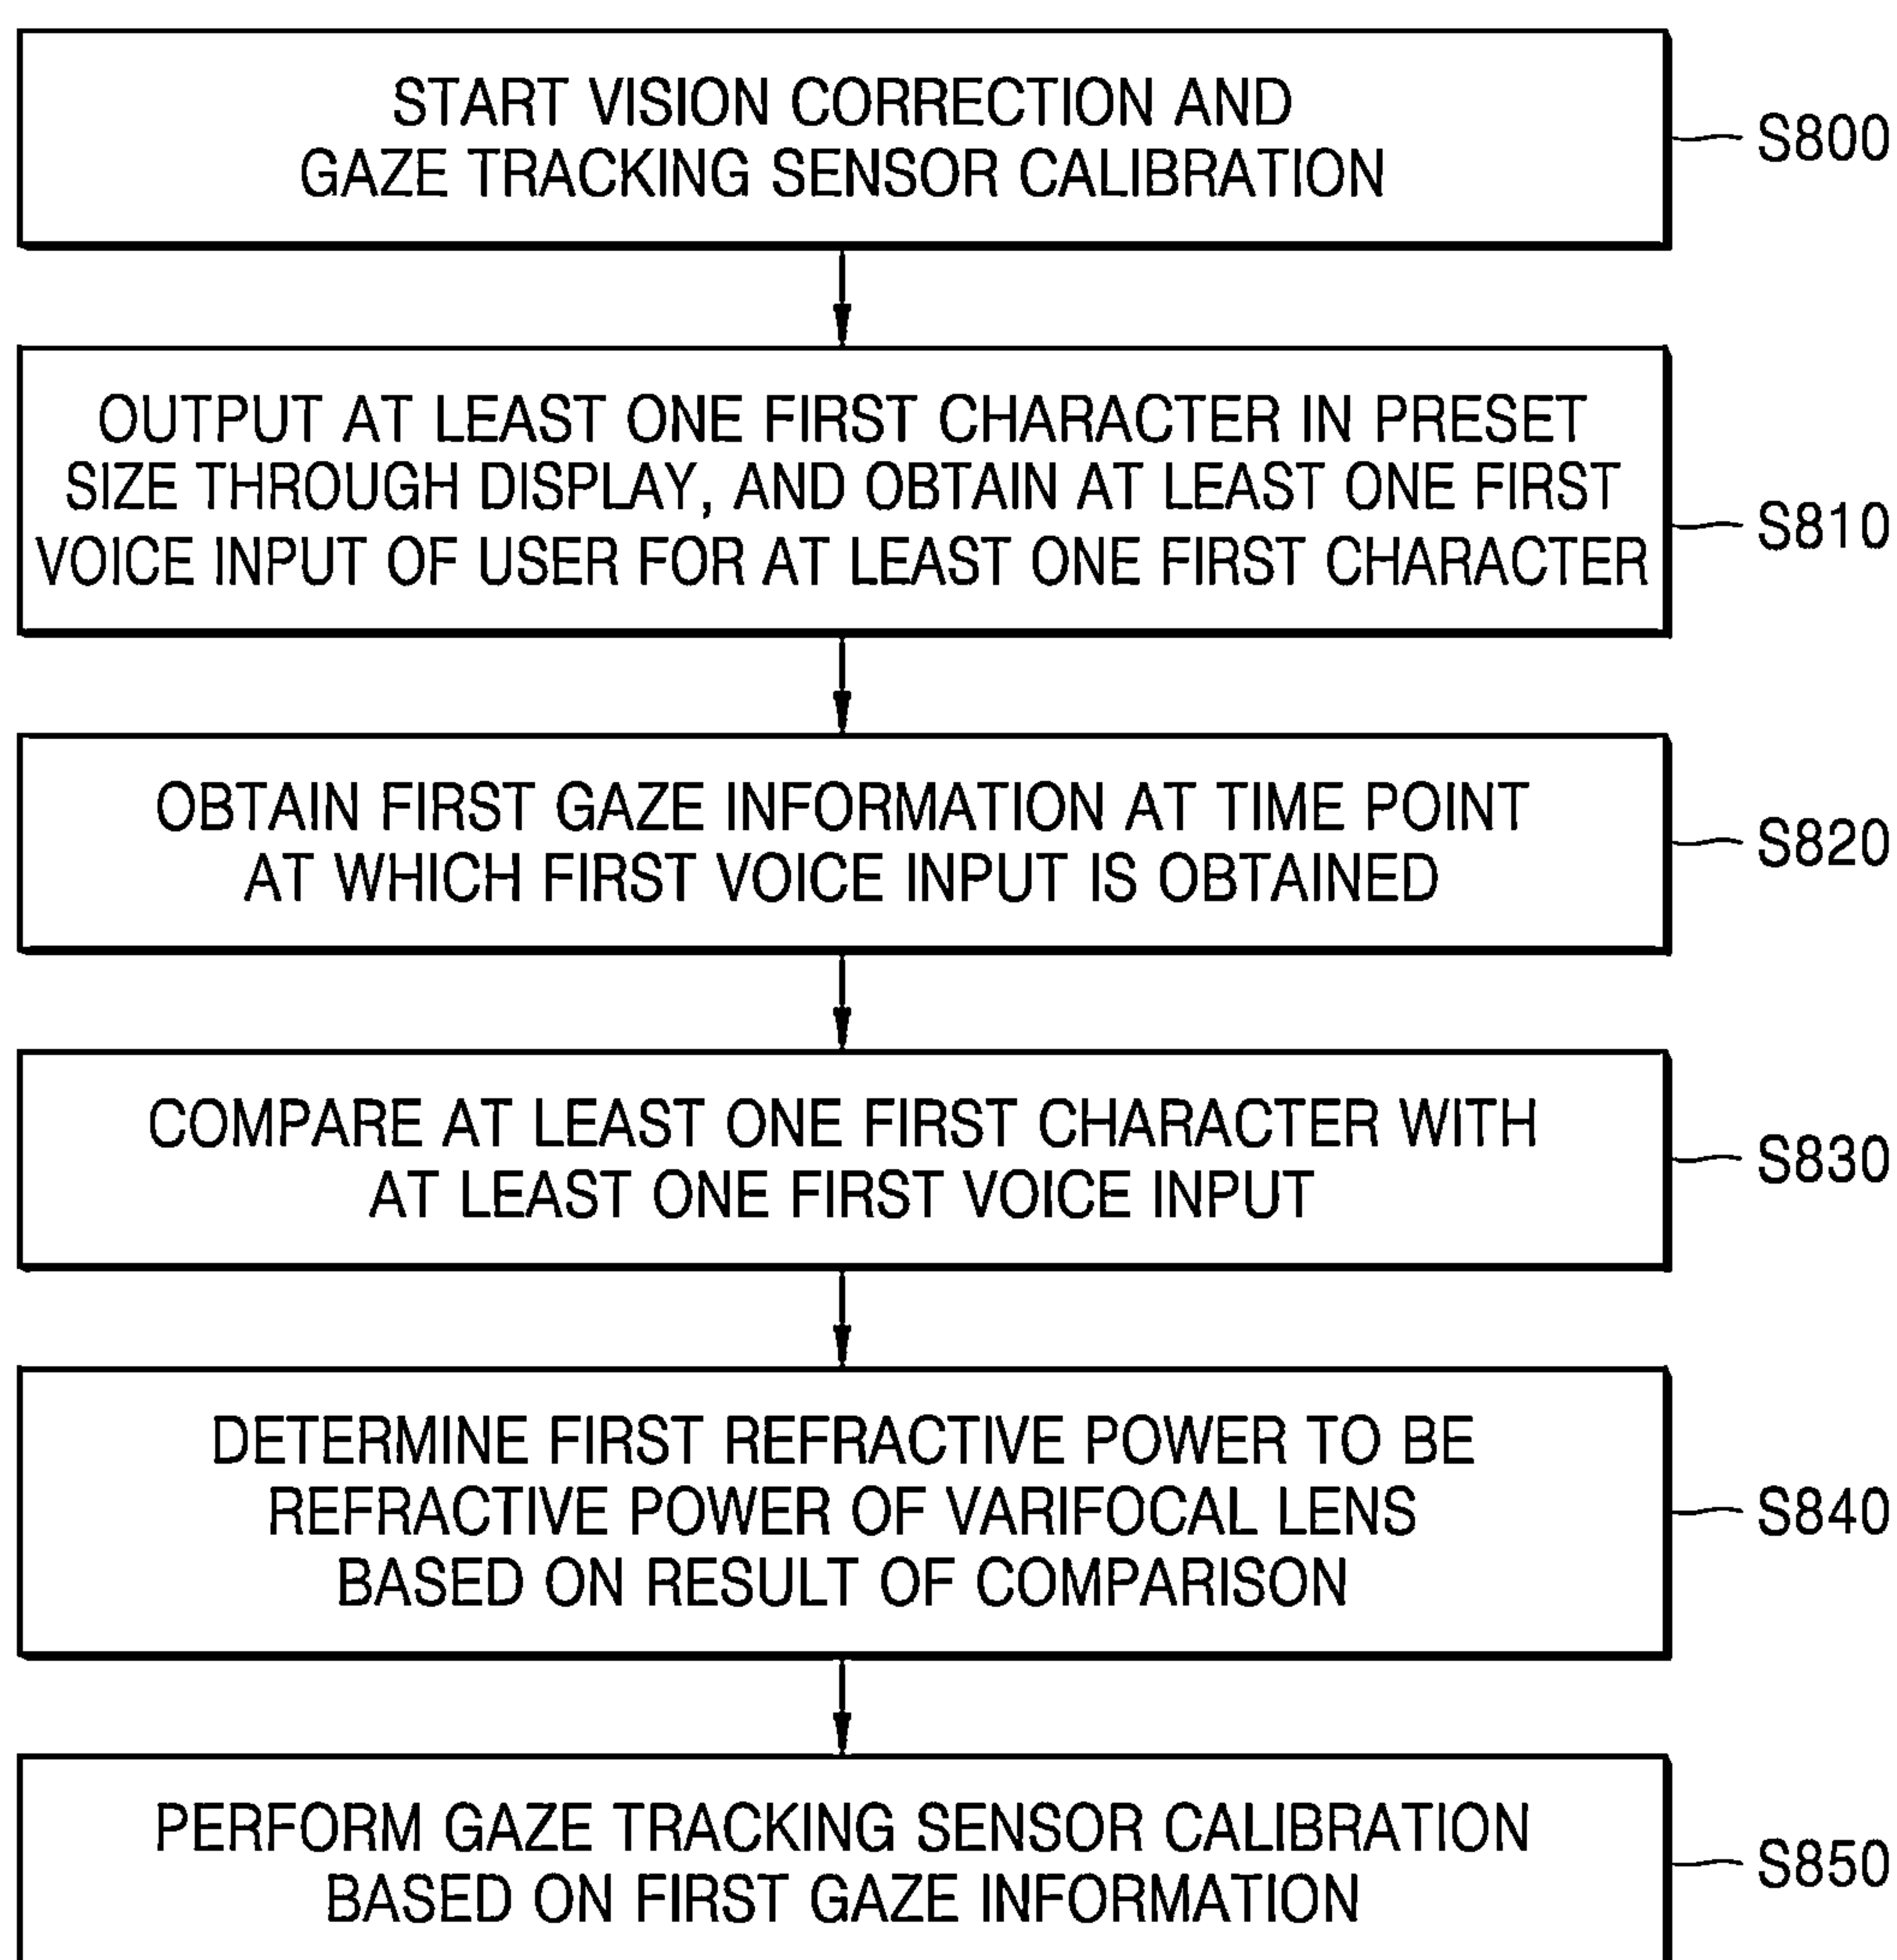 START VISION CORRECTION AND
GAZE TRACKING SENSOR CALIBRATION
S800
OUTPUT AT LEAST ONE FIRST CHARACTER IN PRESET
SIZE THROUGH DISPLAY, AND OBTAIN AT LEAST ONE FIRST
VOICE INPUT OF USER FOR AT LEAST ONE FIRST CHARACTER
S810
OBTAIN FIRST GAZE INFORMATION AT TIME POINT
AT WHICH FIRST VOICE INPUT IS OBTAINED
S820
COMPARE AT LEAST ONE FIRST CHARACTER WITH
AT LEAST ONE FIRST VOICE INPUT
S830
DETERMINE FIRST REFRACTIVE POWER TO BE
REFRACTIVE POWER OF VARIFOCAL LENS
BASED ON RESULT OF COMPARISON
S840
PERFORM GAZE TRACKING SENSOR CALIBRATION
BASED ON FIRST GAZE INFORMATION
S850